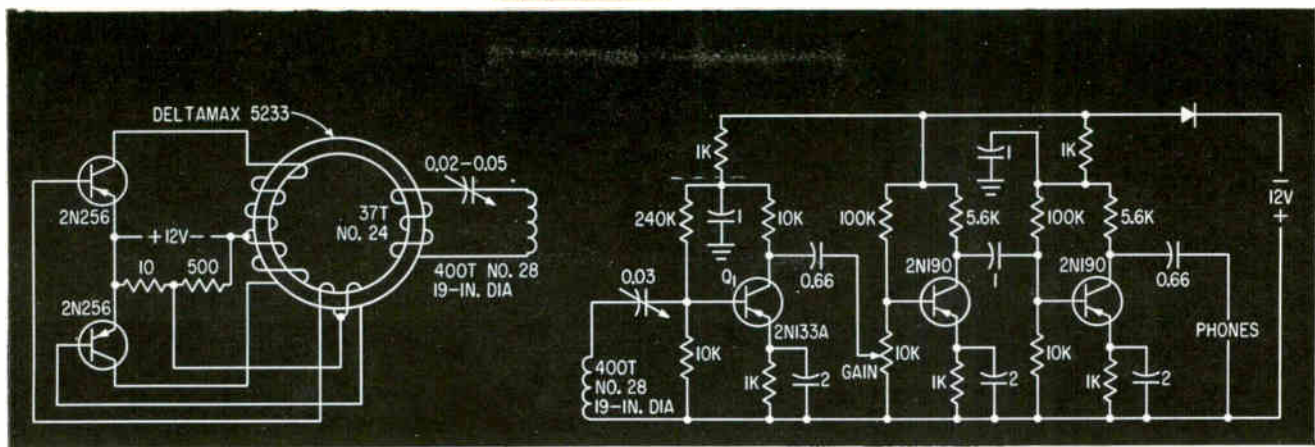 DELTAMAX 5233
2N256
+12V-
10
500
2N256
37T
NO. 24
0.02-0.05
400T NO. 28
19-IN. DIA
1K
240K
1
10K
0.03
Q1
2N133A
0.66
10K
1K
2
400T
NO. 28
19-IN. DIA
GAIN
100K
5.6K
2N190
1
10K
1K
2
1
1K
100K
5.6K
2N190
0.66
10K
1K
2
PHONES
-
12V
+